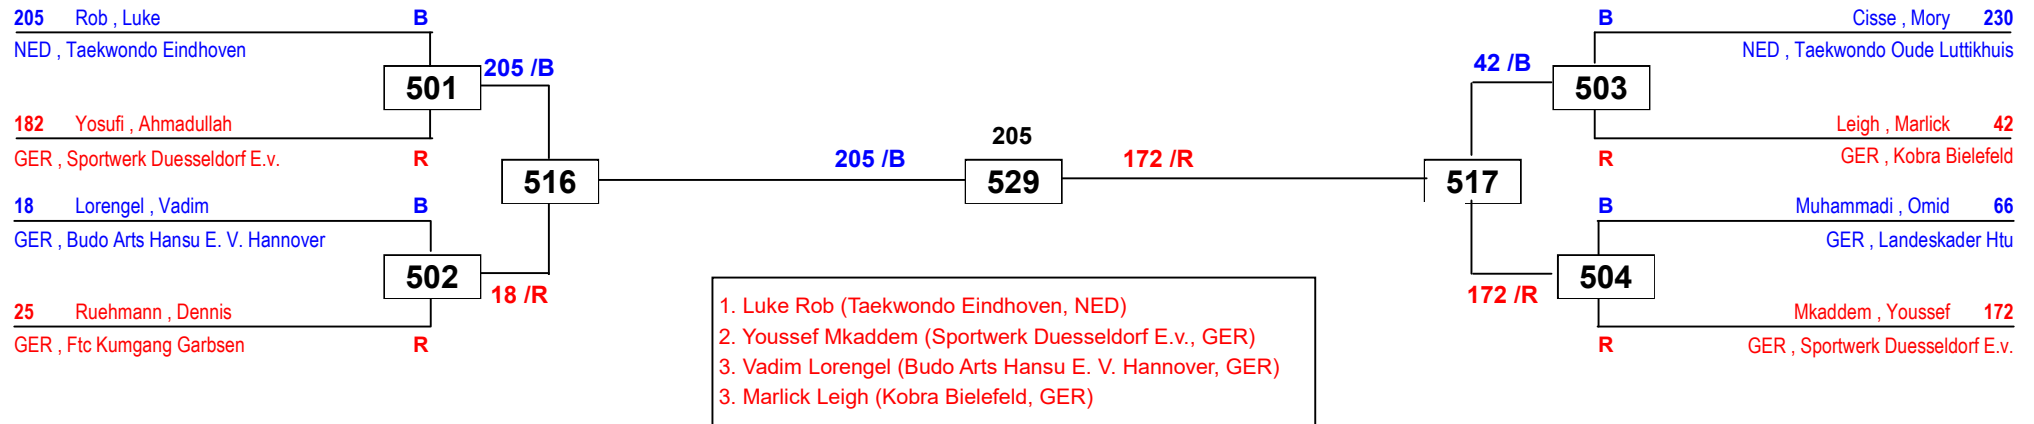 205 Rob , Luke B
NED , Taekwondo Eindhoven
501
205 /B
182 Yosufi , Ahmadullah
GER , Sportwerk Duesseldorf E.v. R
516
18 Lorengel , Vadim B
GER , Budo Arts Hansu E. V. Hannover
502
18 /R
25 Ruehmann , Dennis
GER , Ftc Kumgang Garbsen R
205 /B
205
529
172 /R
1. Luke Rob (Taekwondo Eindhoven, NED)
2. Youssef Mkaddem (Sportwerk Duesseldorf E.v., GER)
3. Vadim Lorengel (Budo Arts Hansu E. V. Hannover, GER)
3. Marlick Leigh (Kobra Bielefeld, GER)
B Cisse , Mory 230
NED , Taekwondo Oude Luttikhuis
42 /B
503
Leigh , Marlick 42
R GER , Kobra Bielefeld
517
B Muhammadi , Omid 66
GER , Landeskader Htu
504
172 /R
Mkaddem , Youssef 172
R GER , Sportwerk Duesseldorf E.v.